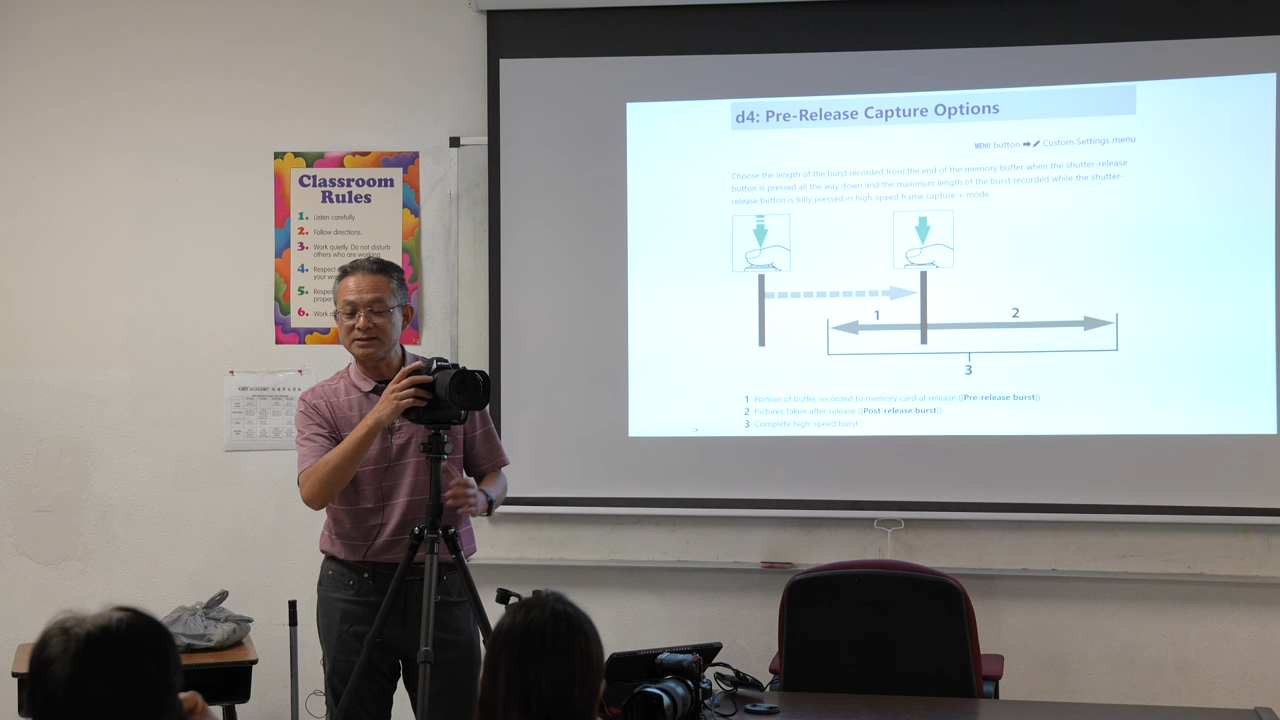 Classroom
Rules
1. Listen carefully.
2. Follow directions.
3. Work quietly. Do not disturb
others who are working.
4. Respect
your
5. Respe
proper
6. Work
ACADEMY
d4: Pre-Release Capture Options
MENU button ➡ Custom Settings menu
Choose the length of the burst recorded from the end of the memory buffer when the shutter-release
button is pressed all the way down and the maximum length of the burst recorded while the shutter-
release button is fully pressed in high-speed frame capture + mode.
1
2
3
1 Portion of buffer recorded to memory card at release ([Pre-release burst])
2 Pictures taken after release ([Post-release burst])
3 Complete high-speed burst
>